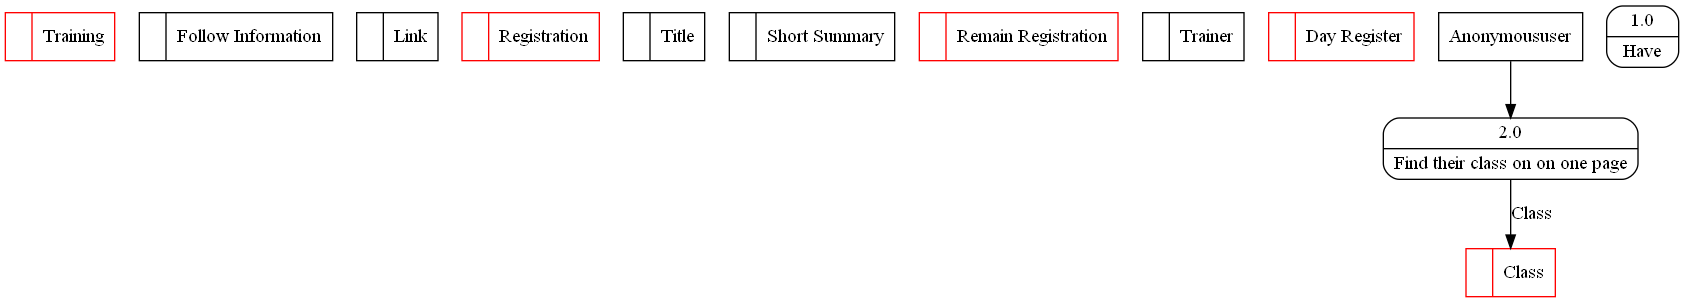 Training
Follow Information
Link
Registration
Title
Short Summary
Remain Registration
Trainer
Day Register
Anonymoususer
1.0
Have
2.0
Find their class on on one page
Class
Class